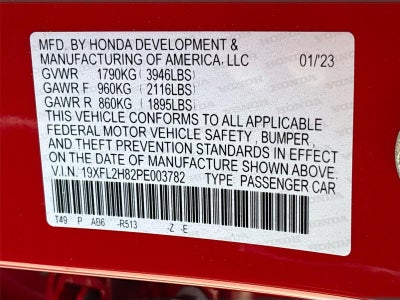 MFD. BY HONDA DEVELOPMENT &
MANUFACTURING OF AMERICA, LLC 01/23
GVWR 1790KG (3946LBS)
GAWR F 960KG (2116LBS)
GAWR R 860KG (1895LBS)
THIS VEHICLE CONFORMS TO ALL APPLICABLE
FEDERAL MOTOR VEHICLE SAFETY , BUMPER,
AND THEFT PREVENTION STANDARDS IN EFFECT
ON THE DATE OF MANUFACTURE SHOWN ABOVE.
V.I.N. 19XFL2H82PE003782 TYPE PASSENGER CAR
T49 P AB6 -R513 -Z -E